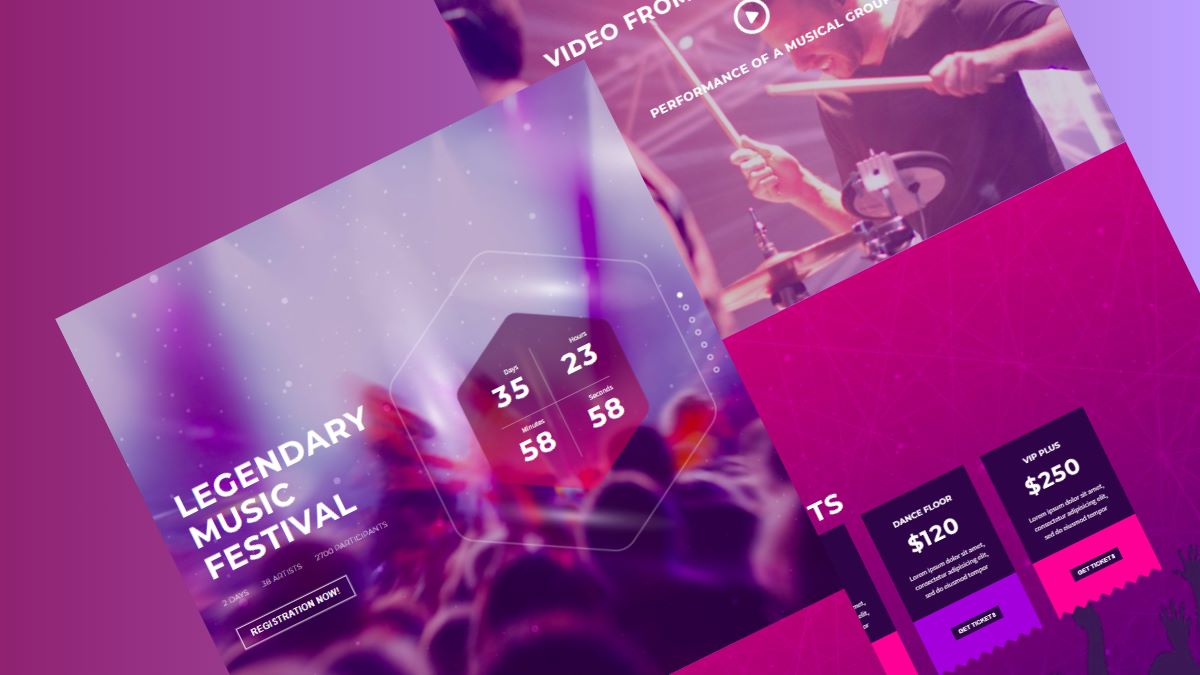 VIDEO FROM
PERFORMANCE OF A MUSICAL GROUP
Days
35
Hours
23
Minutes
58
Seconds
58
LEGENDARY
MUSIC
FESTIVAL
2 DAYS 38 ARTISTS 2700 PARTICIPANTS
REGISTRATION NOW!
TS
DANCE FLOOR
$120
Lorem ipsum dolor sit amet,
consectetur adipisicing elit,
sed do eiusmod tempor
GET TICKETS
VIP PLUS
$250
Lorem ipsum dolor sit amet,
consectetur adipisicing elit,
sed do eiusmod tempor
GET TICKETS